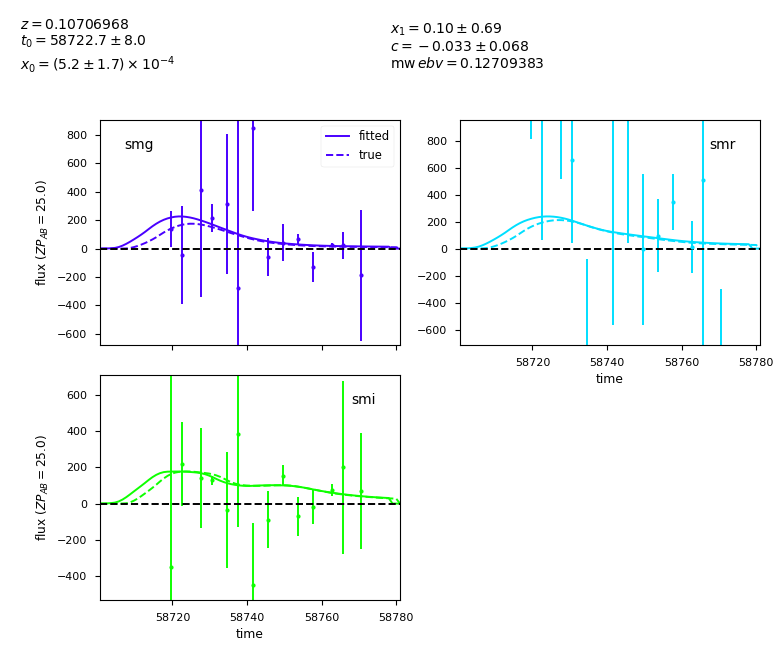 z = 0.10706968
t₀ = 58722.7 ± 8.0
x₀ = (5.2 ± 1.7) × 10⁻⁴
x₁ = 0.10 ± 0.69
c = −0.033 ± 0.068
mw ebv = 0.12709383
smg
fitted
true
800
600
400
200
0
−200
−400
−600
flux (ZP_AB = 25.0)
smr
800
600
400
200
0
−200
−400
−600
58720
58740
58760
58780
time
smi
600
400
200
0
−200
−400
flux (ZP_AB = 25.0)
58720
58740
58760
58780
time